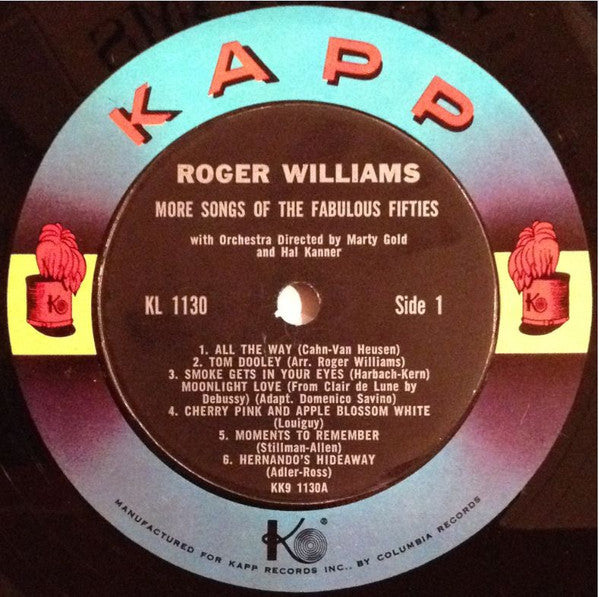 KAPP
ROGER WILLIAMS
MORE SONGS OF THE FABULOUS FIFTIES
with Orchestra Directed by Marty Gold
and Hal Kanner
KL 1130 Side 1
1. ALL THE WAY (Cahn-Van Heusen)
2. TOM DOOLEY (Arr. Roger Williams)
3. SMOKE GETS IN YOUR EYES (Harbach-Kern)
MOONLIGHT LOVE (From Clair de Lune by
Debussy) (Adapt. Domenico Savino)
4. CHERRY PINK AND APPLE BLOSSOM WHITE
(Louiguy)
5. MOMENTS TO REMEMBER
(Stillman-Allen)
6. HERNANDO'S HIDEAWAY
(Adler-Ross)
KK9 1130A
K
K
K®
MANUFACTURED FOR KAPP RECORDS INC., BY COLUMBIA RECORDS